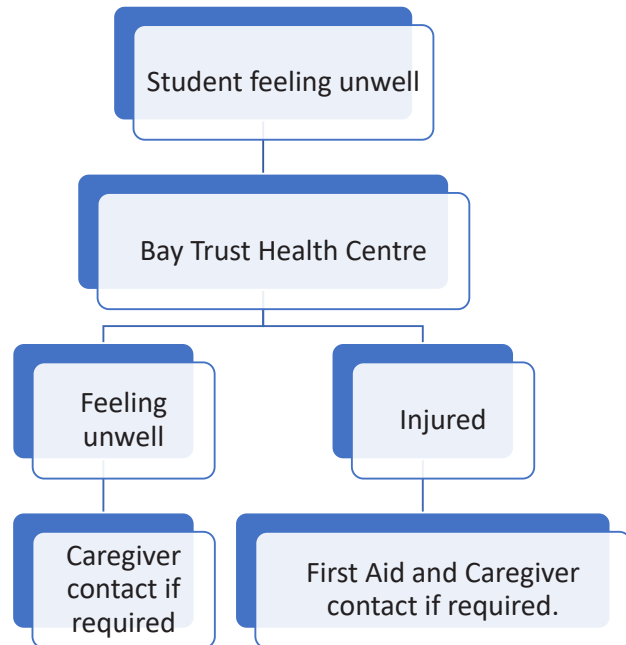 Student feeling unwell
Bay Trust Health Centre
Feeling
unwell
Injured
Caregiver
contact if
required
First Aid and Caregiver
contact if required.